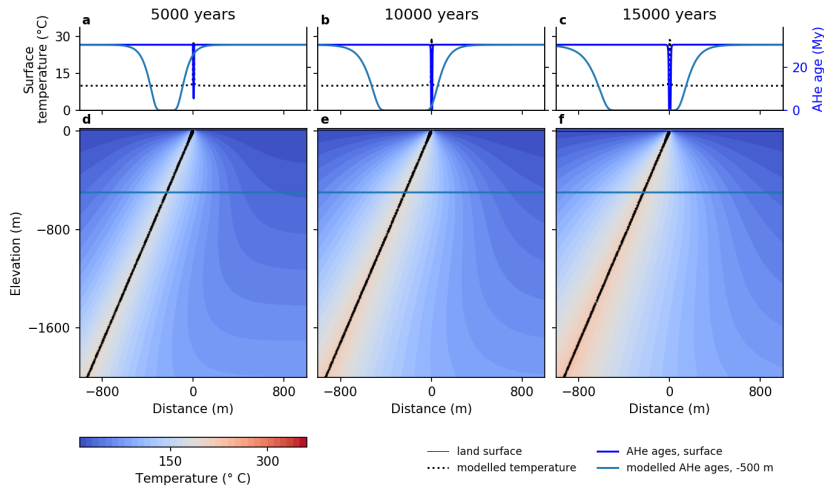 5000 years
10000 years
15000 years
a
b
c
30
15
0
Surface
temperature (°C)
20
0
AHe age (My)
d
e
f
0
−800
−1600
Elevation (m)
−800
0
800
−800
0
800
−800
0
800
Distance (m)
Distance (m)
Distance (m)
150
300
Temperature (° C)
land surface
modelled temperature
AHe ages, surface
modelled AHe ages, -500 m